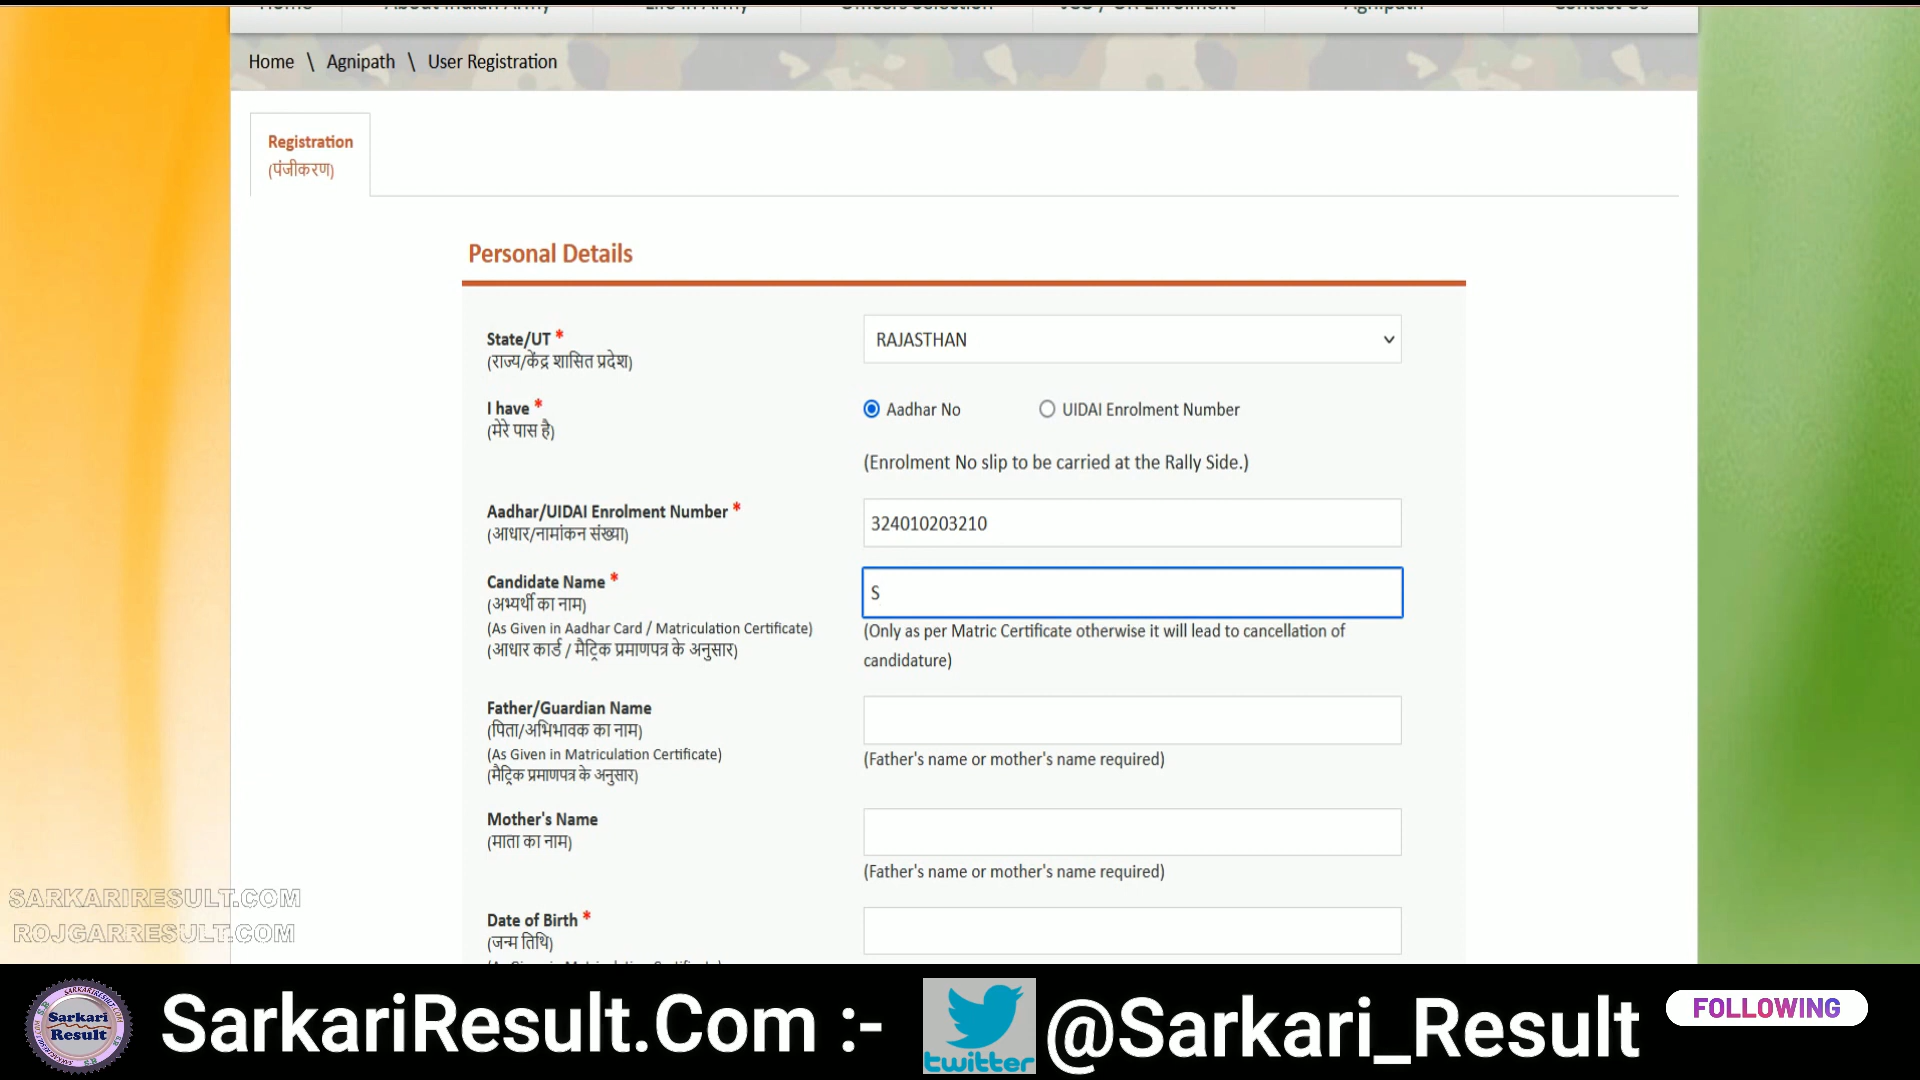 Home \ Agnipath \ User Registration
Registration
(पंजीकरण)
Personal Details
State/UT *
(राज्य/केंद्र शासित प्रदेश)
RAJASTHAN
I have *
(मेरे पास है)
Aadhar No
UIDAI Enrolment Number
(Enrolment No slip to be carried at the Rally Side.)
Aadhar/UIDAI Enrolment Number *
(आधार/नामांकन संख्या)
324010203210
Candidate Name *
(अभ्यर्थी का नाम)
(As Given in Aadhar Card / Matriculation Certificate)
(आधार कार्ड / मैट्रिक प्रमाणपत्र के अनुसार)
S
(Only as per Matric Certificate otherwise it will lead to cancellation of
candidature)
Father/Guardian Name
(पिता/अभिभावक का नाम)
(As Given in Matriculation Certificate)
(मैट्रिक प्रमाणपत्र के अनुसार)
(Father's name or mother's name required)
Mother's Name
(माता का नाम)
(Father's name or mother's name required)
Date of Birth *
(जन्म तिथि)
SARKARIRESULT.COM
ROJGARRESULT.COM
Sarkari
Result
SarkariResult.Com :-
twitter
@Sarkari_Result
FOLLOWING